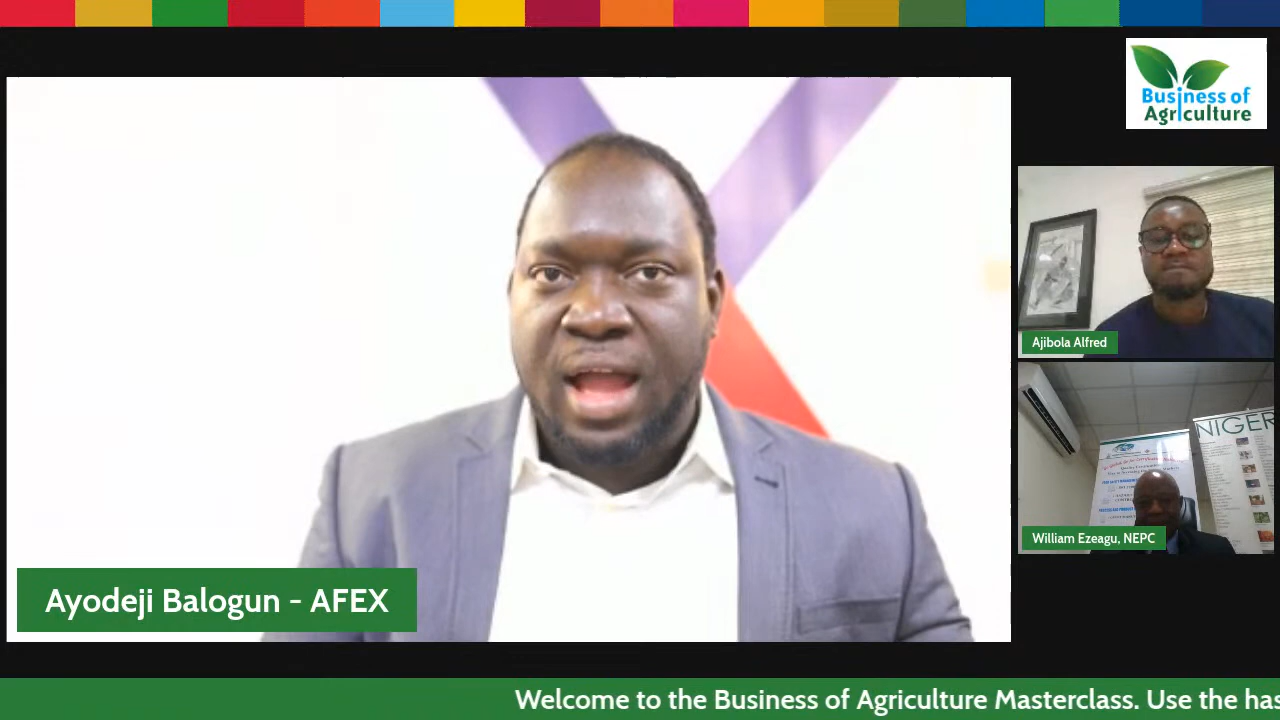 Business of
Agriculture
Ajibola Alfred
NIGER
William Ezeagu, NEPC
Ayodeji Balogun - AFEX
Welcome to the Business of Agriculture Masterclass. Use the has